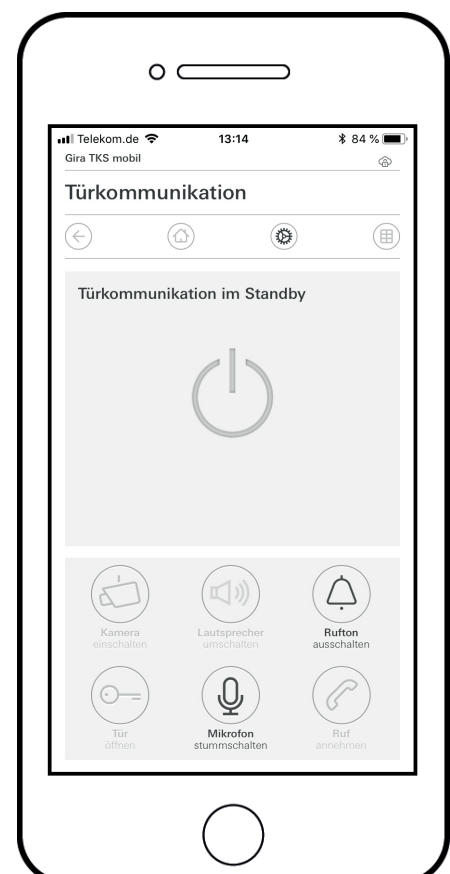 Telekom.de 13:14 84 %
Gira TKS mobil
Türkommunikation
Türkommunikation im Standby
Kamera
einschalten
Lautsprecher
umschalten
Rufton
ausschalten
Tür
öffnen
Mikrofon
stummschalten
Ruf
annehmen